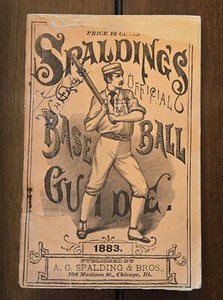 PRICE 10 CENTS
SPALDING'S
OFFICIAL
BASE BALL
GUIDE.
1883.
PUBLISHED BY
A. G. SPALDING & BROS.,
108 Madison St., Chicago, Ill.